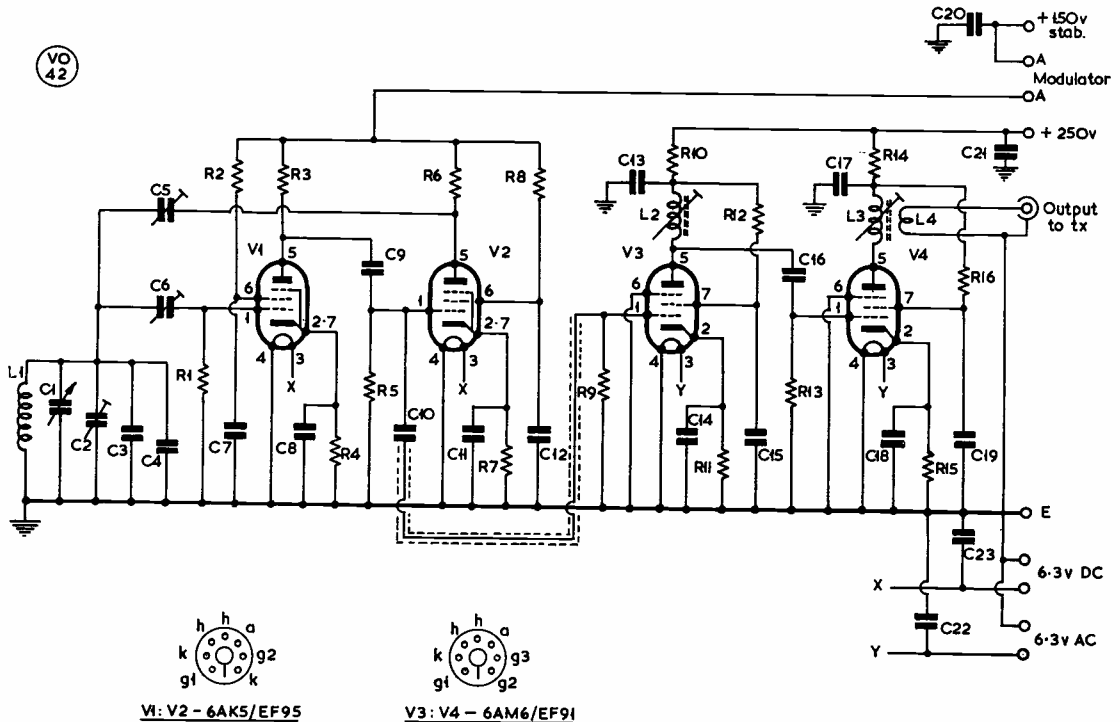 VO
42
C20
+150v
stab.
A
Modulator
A
+250v
C21
R2
R3
R6
R8
C13
R10
C17
R14
C5
L2
R12
L3
L4
Output
to tx
V1
C9
V2
V3
C16
V4
R16
C6
5
6
1
2·7
4
3
X
5
6
1
2·7
4
3
X
5
6
1
7
2
4
3
Y
5
6
1
7
2
4
3
Y
L1
C1
C2
C3
C4
R1
C7
C8
R4
R5
C10
C11
R7
C12
R9
C14
R11
C15
R13
C18
R15
C19
E
C23
6·3v DC
X
C22
6·3v AC
Y
h h a
k g2
g1 k
V1: V2 - 6AK5/EF95
h h a
k g3
g1 g2
V3: V4 - 6AM6/EF91